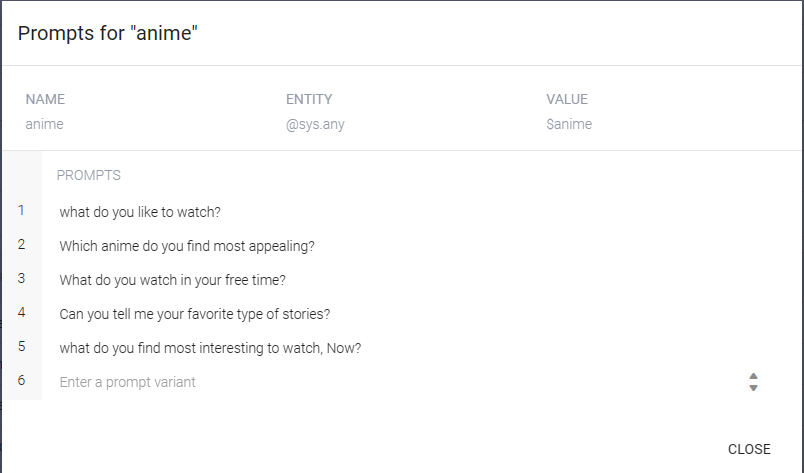 Prompts for "anime"
NAME ENTITY VALUE
anime @sys.any $anime
PROMPTS
1 what do you like to watch?
2 Which anime do you find most appealing?
3 What do you watch in your free time?
4 Can you tell me your favorite type of stories?
5 what do you find most interesting to watch, Now?
6 Enter a prompt variant
CLOSE